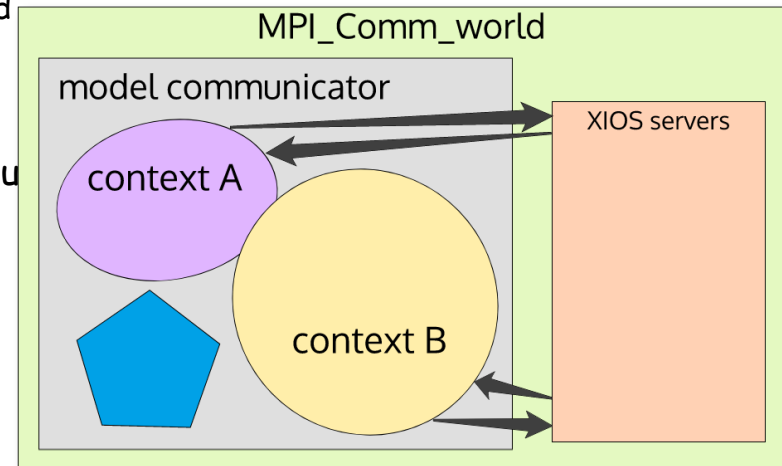 d
MPI_Comm_world
model communicator
XIOS servers
context A
u
context B